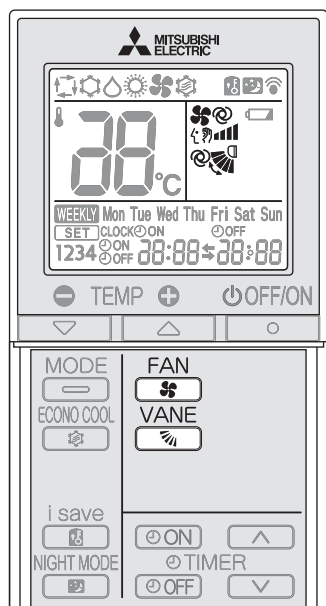 MITSUBISHI
ELECTRIC
88°C
WEEKLY Mon Tue Wed Thu Fri Sat Sun
SET CLOCK ON OFF
1234 ON OFF 88:88 88:88
TEMP OFF/ON
MODE FAN
ECONO COOL VANE
i save
NIGHT MODE
ON
TIMER
OFF